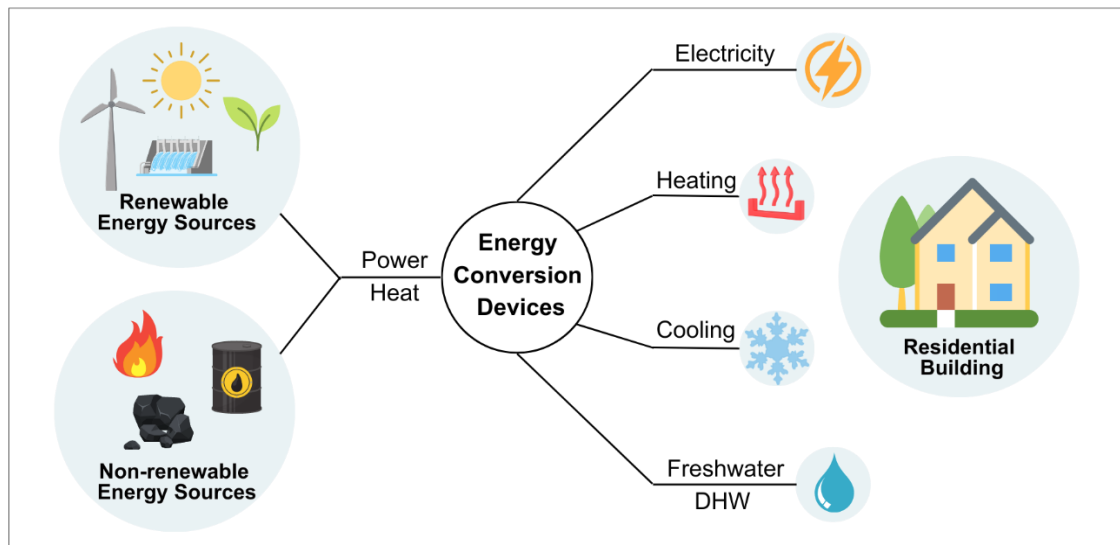 Renewable
Energy Sources
Non-renewable
Energy Sources
Power
Heat
Energy
Conversion
Devices
Electricity
Heating
Cooling
Freshwater
DHW
Residential
Building